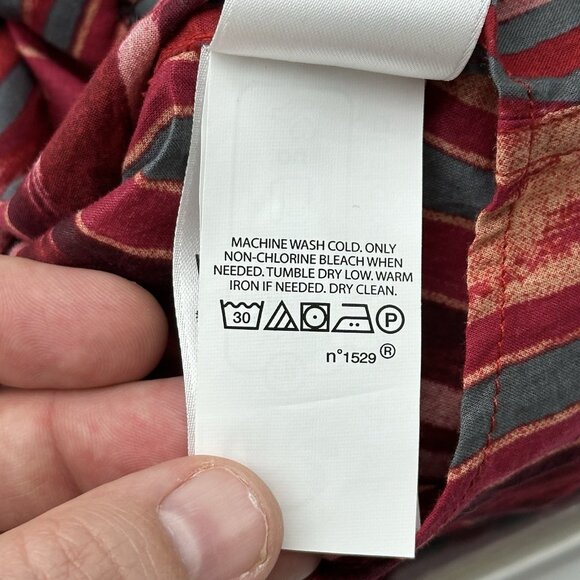 MACHINE WASH COLD. ONLY
NON-CHLORINE BLEACH WHEN
NEEDED. TUMBLE DRY LOW. WARM
IRON IF NEEDED. DRY CLEAN.
30 P
n°1529 ®